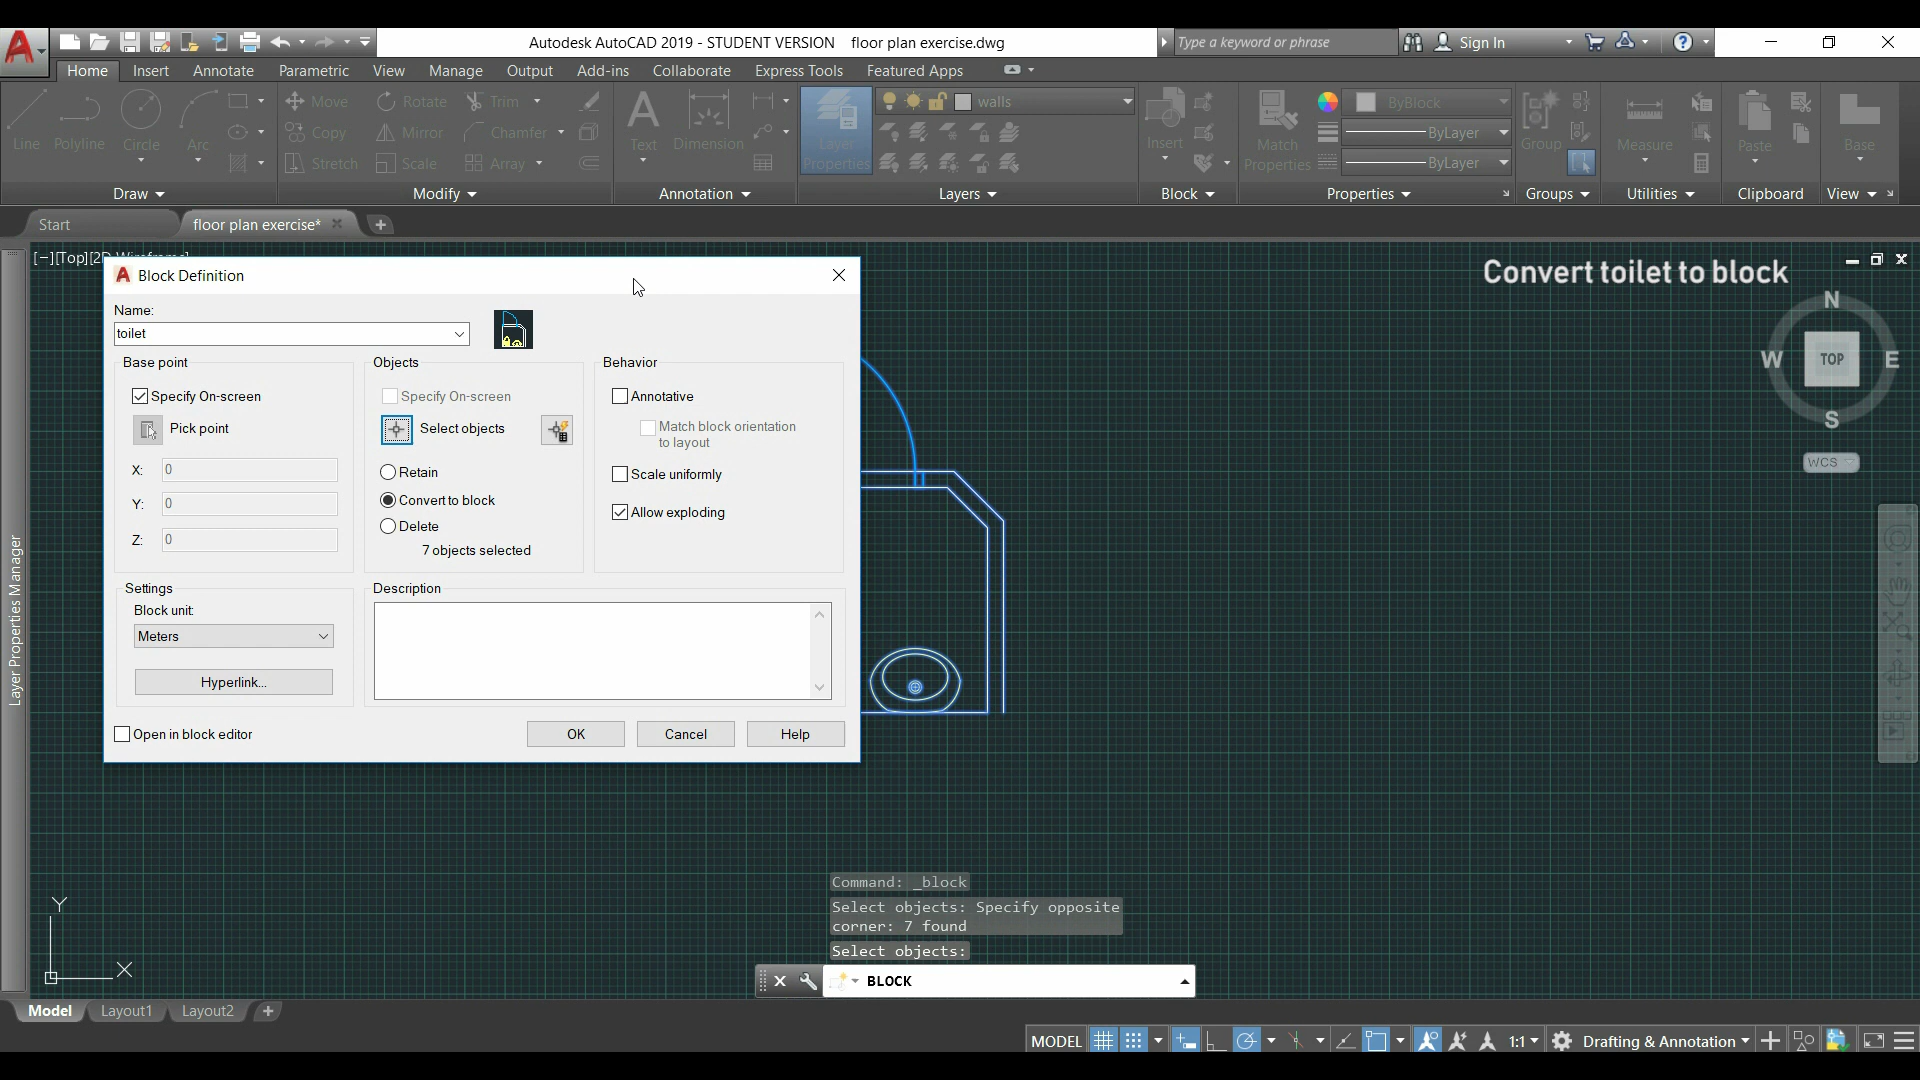 Autodesk AutoCAD 2019 - STUDENT VERSION floor plan exercise.dwg
Type a keyword or phrase
Sign In
Home Insert Annotate Parametric View Manage Output Add-ins Collaborate Express Tools Featured Apps
Line Polyline Circle Arc
Move Rotate Trim
Copy Mirror Chamfer
Stretch Scale Array
Text Dimension
Layer Properties
walls
Insert
Match Properties
ByBlock
ByLayer
ByLayer
Group
Measure
Paste
Base
Draw Modify Annotation Layers Block Properties Groups Utilities Clipboard View
Start floor plan exercise*
[−][Top][2D Wireframe]
Convert toilet to block
N
W TOP E
S
WCS
Layer Properties Manager
Block Definition
Name:
toilet
Base point
Specify On-screen
Pick point
X: 0
Y: 0
Z: 0
Objects
Specify On-screen
Select objects
Retain
Convert to block
Delete
7 objects selected
Behavior
Annotative
Match block orientation
to layout
Scale uniformly
Allow exploding
Settings
Block unit:
Meters
Hyperlink...
Description
Open in block editor
OK Cancel Help
Y
X
Command: _block
Select objects: Specify opposite
corner: 7 found
Select objects:
BLOCK
Model Layout1 Layout2
MODEL 1:1 Drafting & Annotation